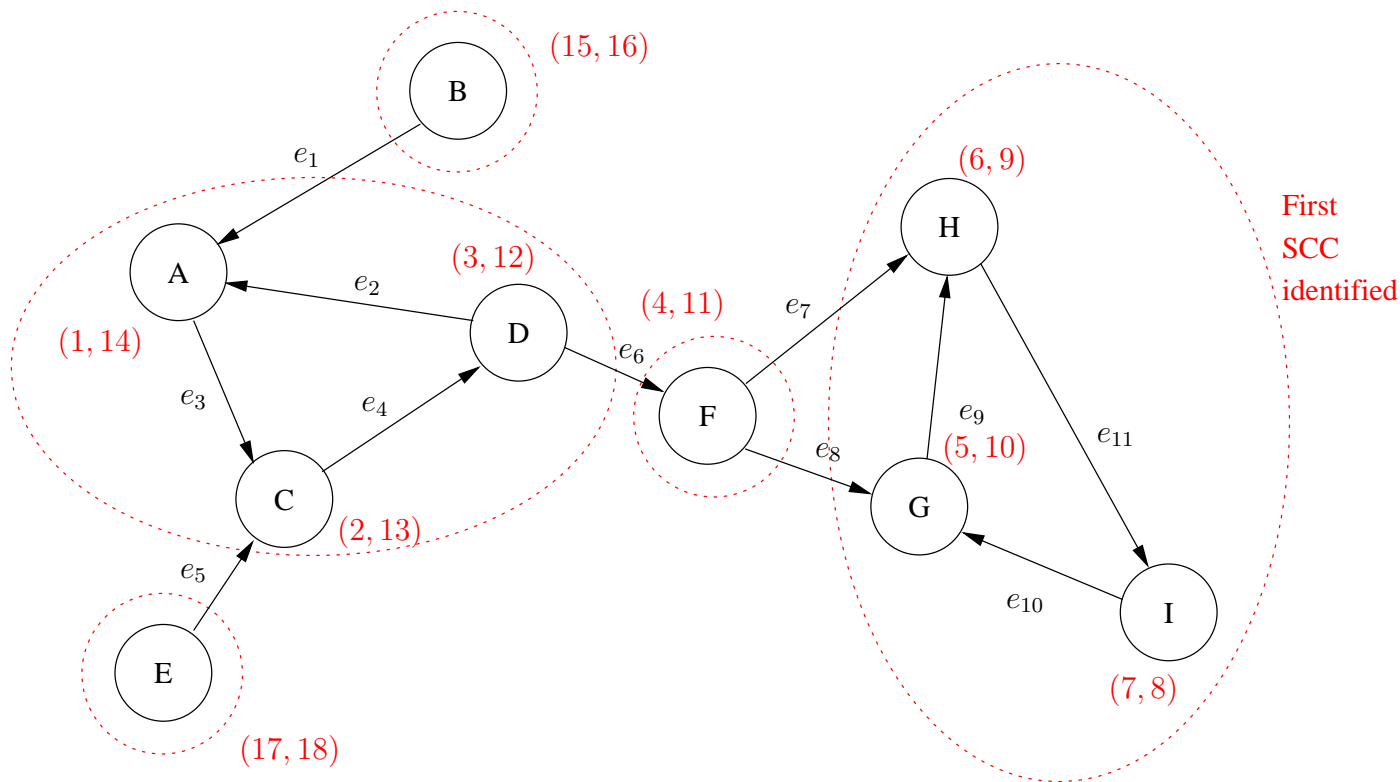 B
(15, 16)
e1
(6, 9)
H
First
SCC
identified
A
(3, 12)
e2
D
(4, 11)
e7
(1, 14)
e6
e3
e4
F
e9
e11
(5, 10)
e8
C
G
(2, 13)
e5
e10
I
E
(7, 8)
(17, 18)